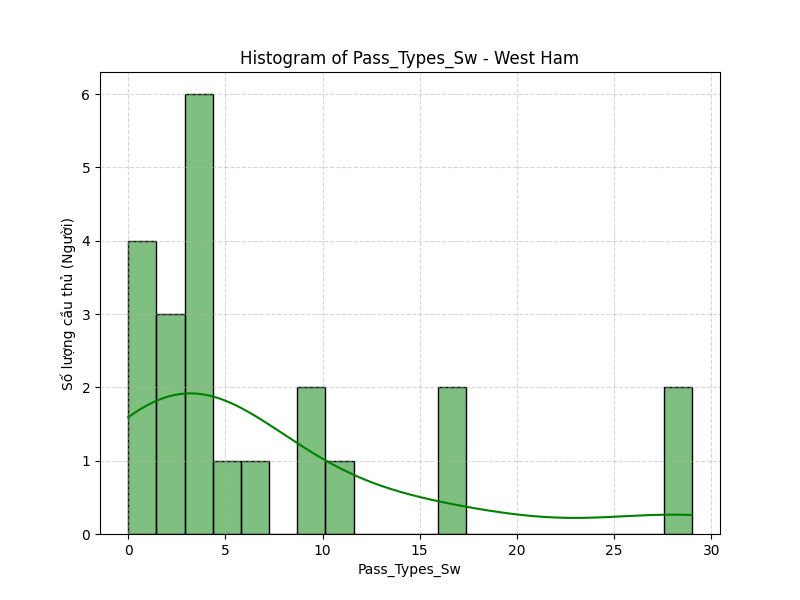 Histogram of Pass_Types_Sw - West Ham
6
5
4
3
2
1
0
Số lượng cầu thủ (Người)
0 5 10 15 20 25 30
Pass_Types_Sw